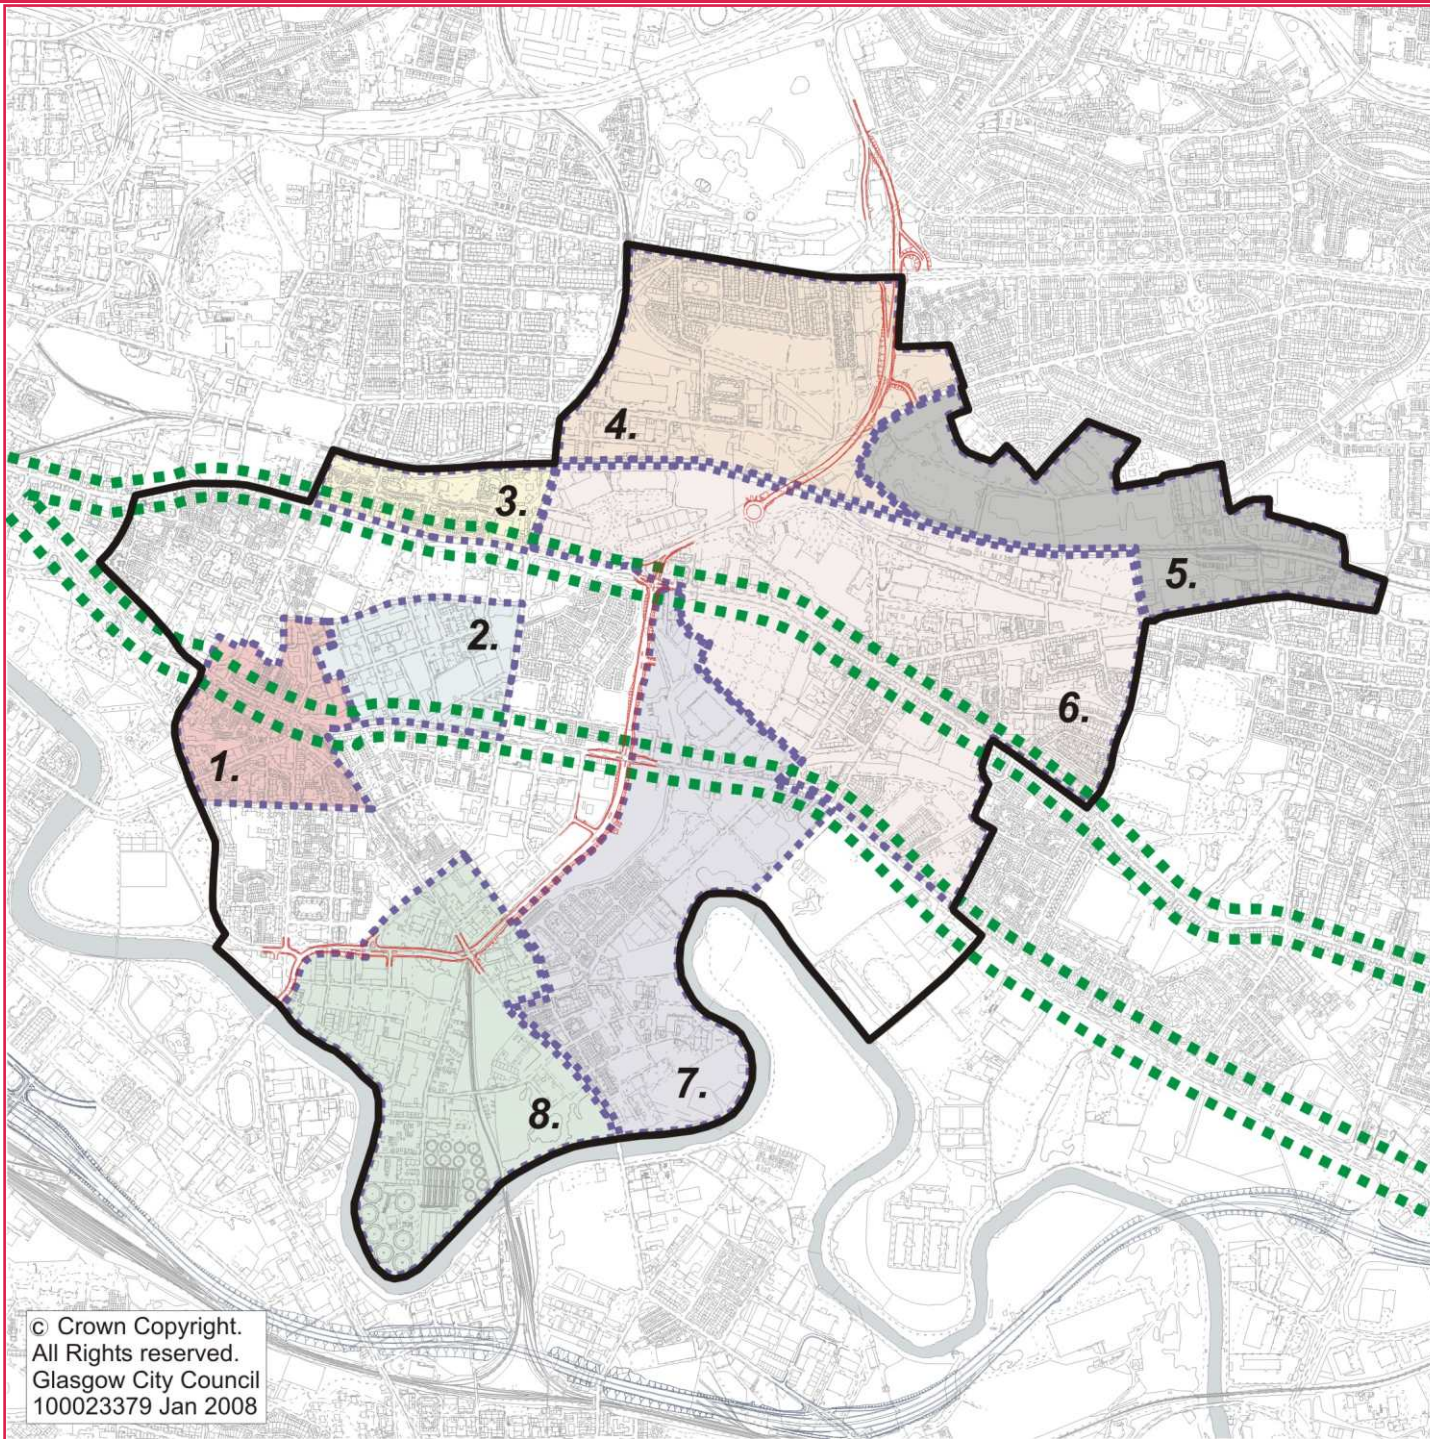 4.
3.
5.
2.
6.
1.
7.
8.
© Crown Copyright.
All Rights reserved.
Glasgow City Council
100023379 Jan 2008